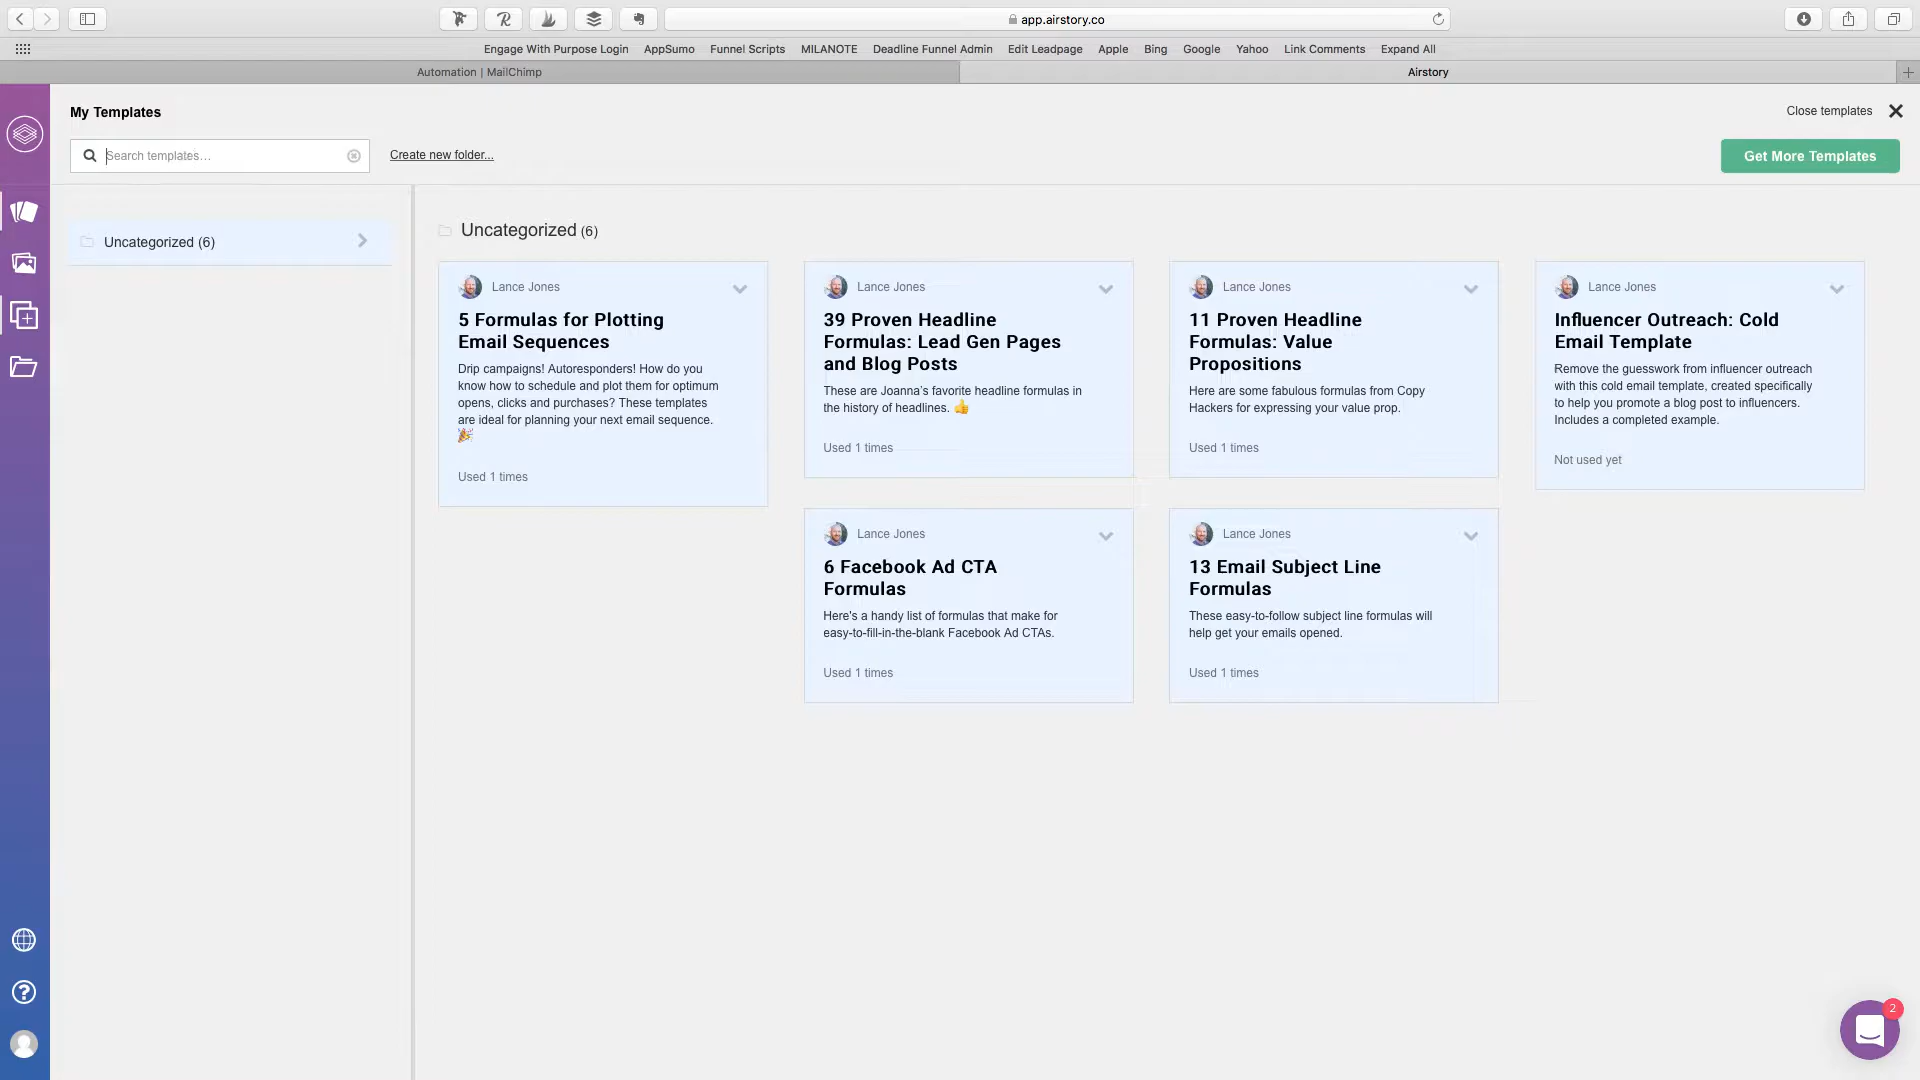 app.airstory.co
Engage With Purpose Login AppSumo Funnel Scripts MILANOTE Deadline Funnel Admin Edit Leadpage Apple Bing Google Yahoo Link Comments Expand All
Automation | MailChimp
Airstory
My Templates
Close templates
Search templates...
Create new folder...
Get More Templates
Uncategorized (6)
Uncategorized (6)
Lance Jones
5 Formulas for Plotting
Email Sequences
Drip campaigns! Autoresponders! How do you
know how to schedule and plot them for optimum
opens, clicks and purchases? These templates
are ideal for planning your next email sequence.
🎉
Used 1 times
Lance Jones
39 Proven Headline
Formulas: Lead Gen Pages
and Blog Posts
These are Joanna's favorite headline formulas in
the history of headlines. 👍
Used 1 times
Lance Jones
11 Proven Headline
Formulas: Value
Propositions
Here are some fabulous formulas from Copy
Hackers for expressing your value prop.
Used 1 times
Lance Jones
Influencer Outreach: Cold
Email Template
Remove the guesswork from influencer outreach
with this cold email template, created specifically
to help you promote a blog post to influencers.
Includes a completed example.
Not used yet
Lance Jones
6 Facebook Ad CTA
Formulas
Here's a handy list of formulas that make for
easy-to-fill-in-the-blank Facebook Ad CTAs.
Used 1 times
Lance Jones
13 Email Subject Line
Formulas
These easy-to-follow subject line formulas will
help get your emails opened.
Used 1 times
2